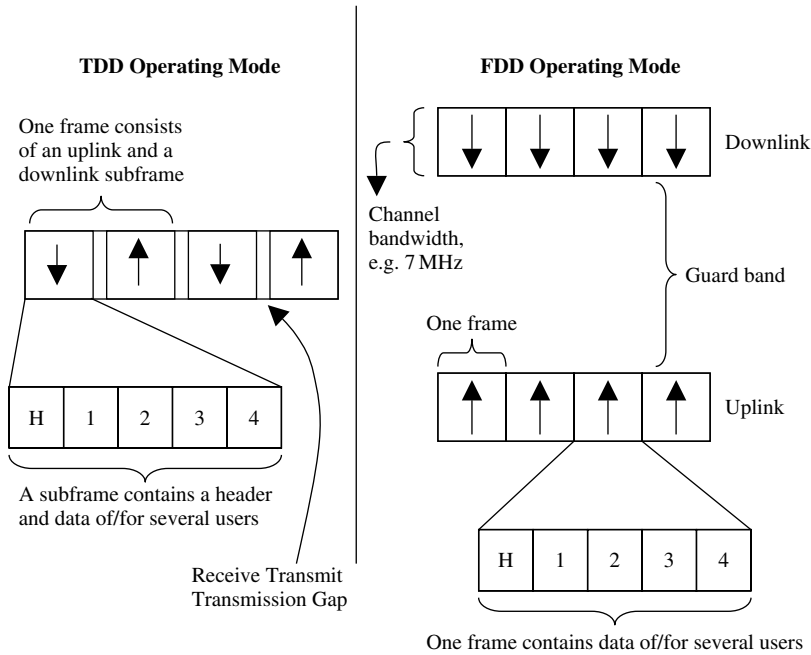 TDD Operating Mode
One frame consists
of an uplink and a
downlink subframe
H 1 2 3 4
A subframe contains a header
and data of/for several users
Receive Transmit
Transmission Gap
FDD Operating Mode
Downlink
Channel
bandwidth,
e.g. 7 MHz
Guard band
One frame
Uplink
H 1 2 3 4
One frame contains data of/for several users